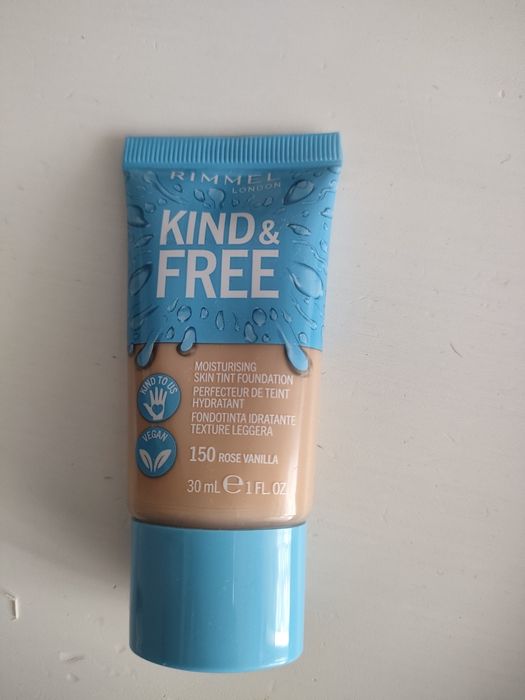 RIMMEL
LONDON
KIND &
FREE
MOISTURISING
SKIN TINT FOUNDATION
PERFECTEUR DE TEINT
HYDRATANT
FONDOTINTA IDRATANTE
TEXTURE LEGGERA
KIND TO US
VEGAN
150 ROSE VANILLA
30 mL ℮ 1 FL.OZ